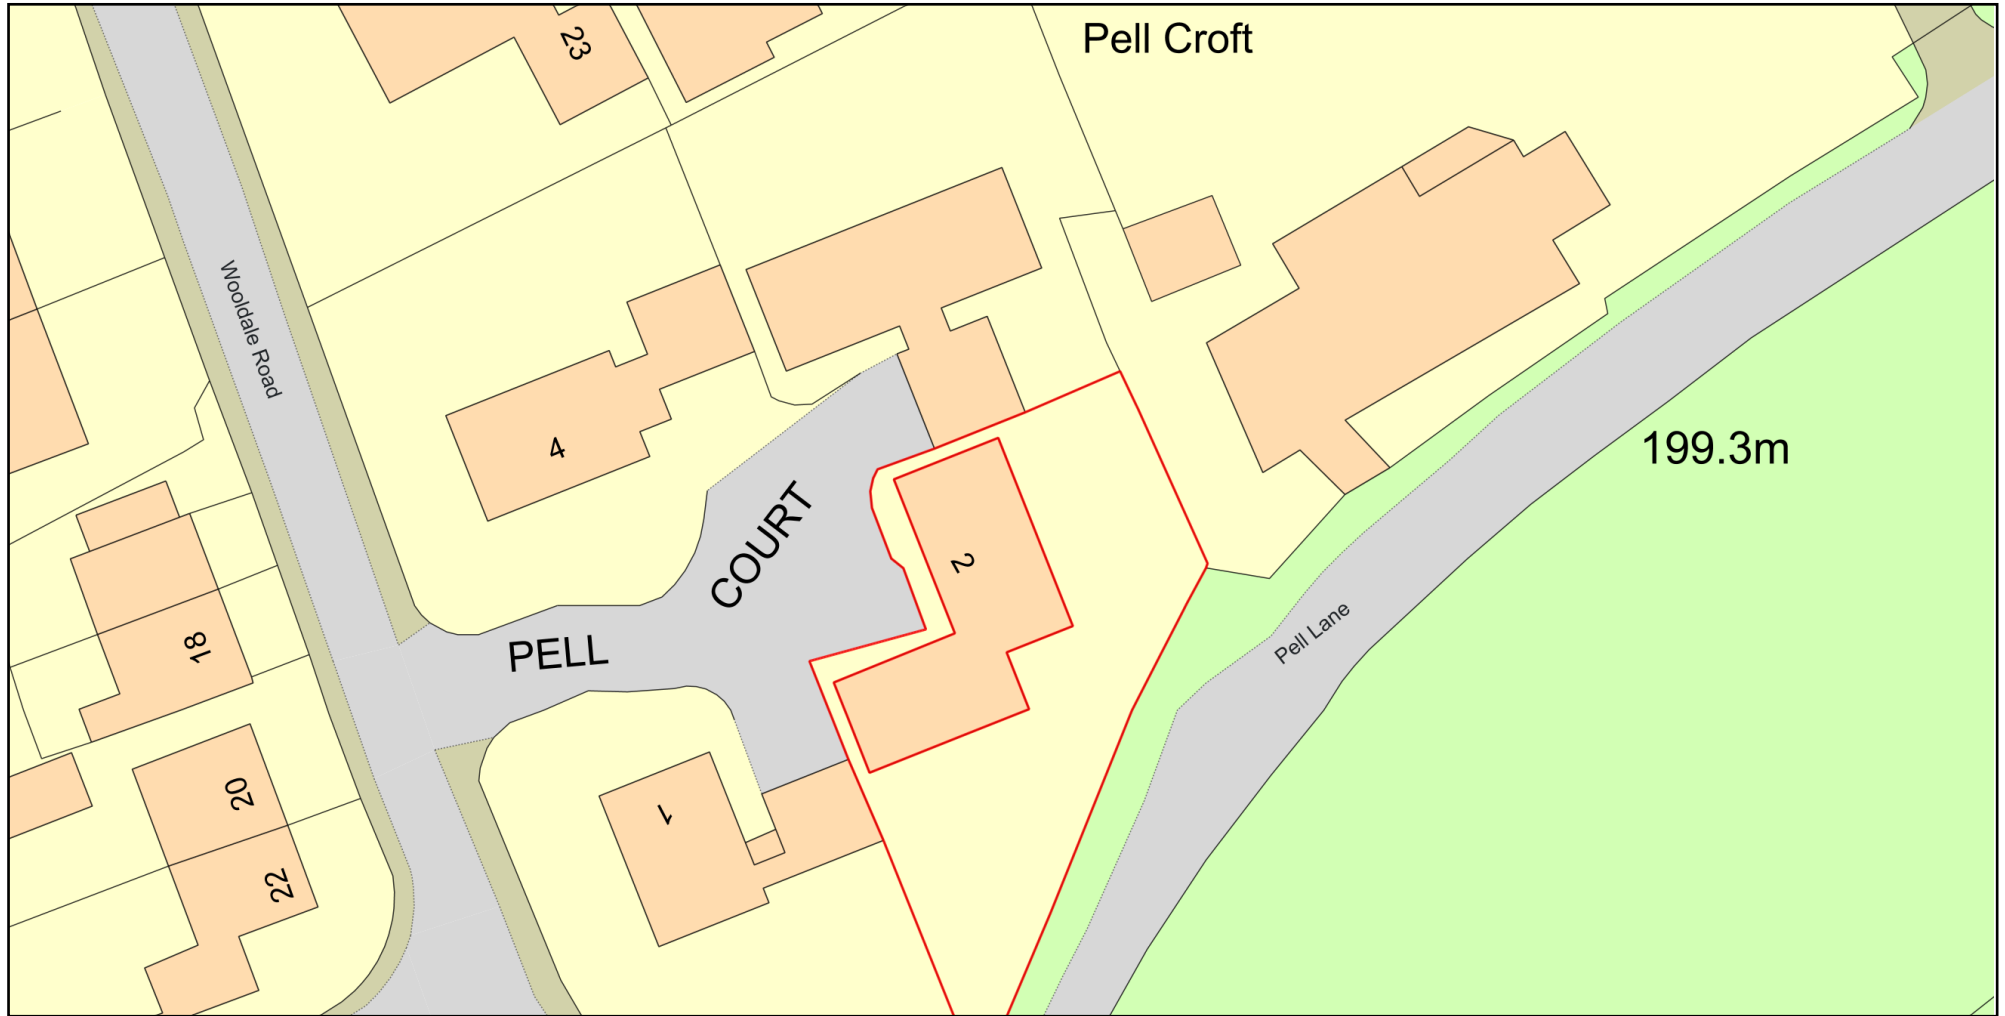 Pell Croft
23
Wooldale Road
4
199.3m
COURT
2
PELL
Pell Lane
18
20
1
22